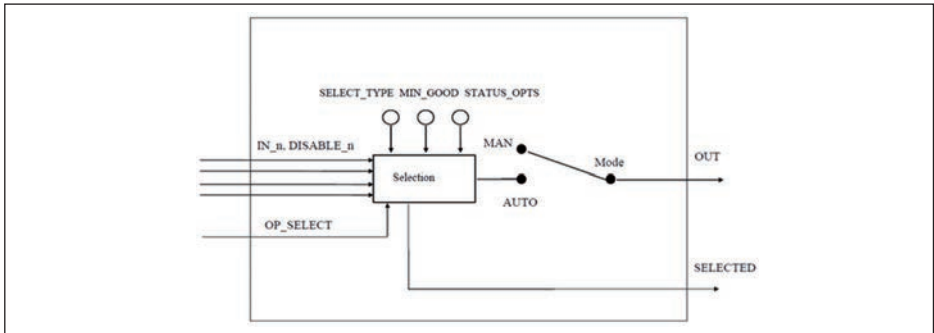 SELECT_TYPE MIN_GOOD STATUS_OPTS
IN_n, DISABLE_n
MAN
Mode
OUT
Selection
AUTO
OP_SELECT
SELECTED